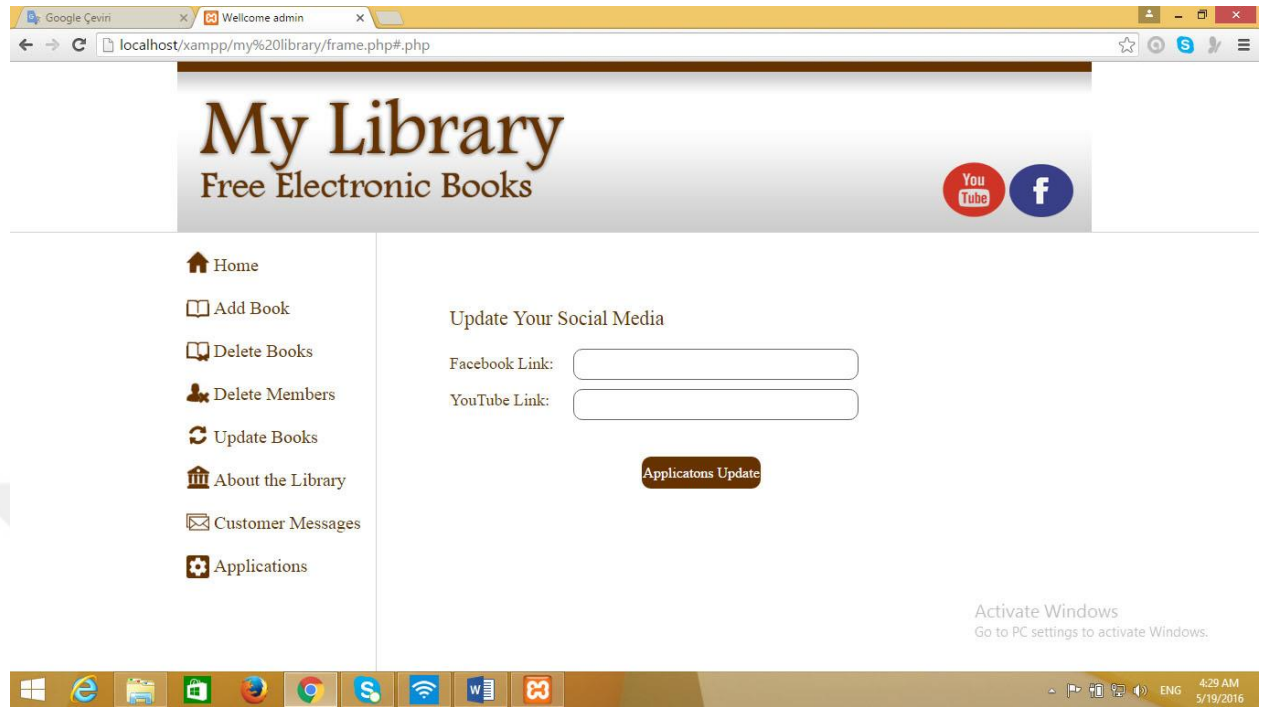 Google Çeviri
Wellcome admin
localhost/xampp/my%20library/frame.php#.php
My Library
Free Electronic Books
You
Tube
f
Home
Add Book
Delete Books
Delete Members
Update Books
About the Library
Customer Messages
Applications
Update Your Social Media
Facebook Link:
YouTube Link:
Applicatons Update
Activate Windows
Go to PC settings to activate Windows.
ENG
4:29 AM
5/19/2016